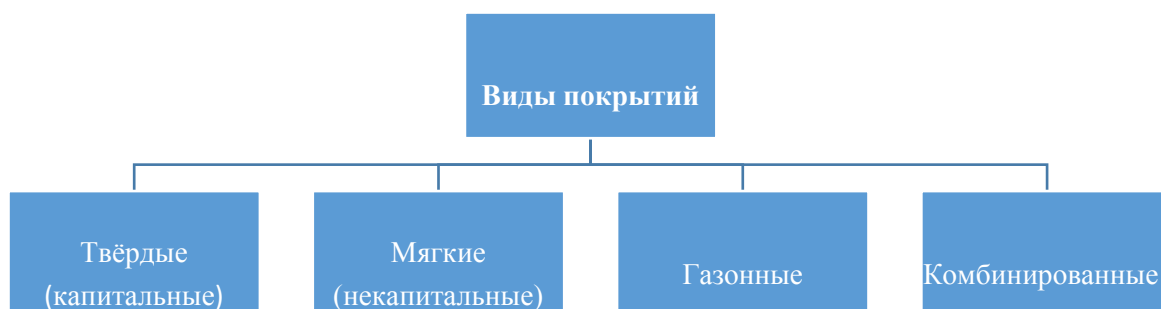 Виды покрытий
Твёрдые
(капитальные)
Мягкие
(некапитальные)
Газонные
Комбинированные